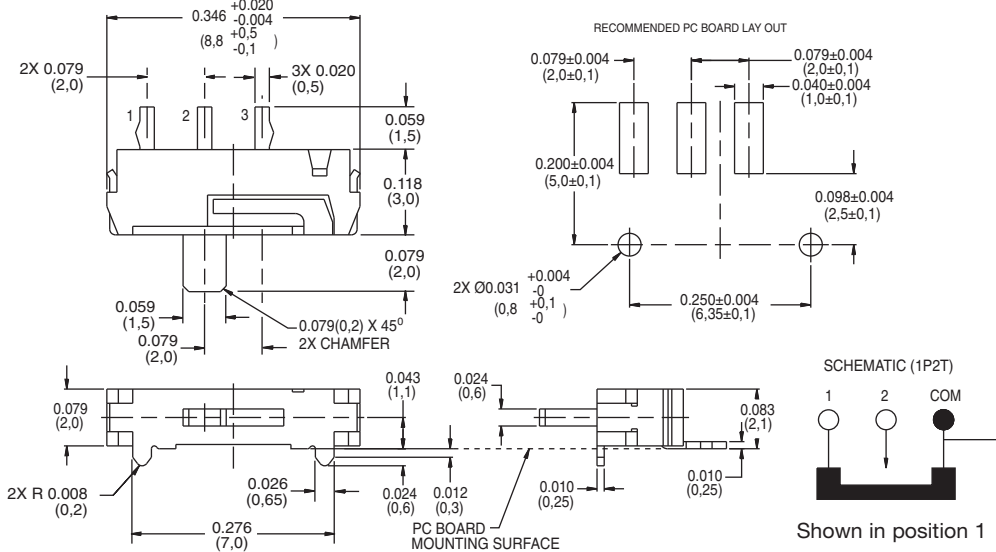 0.346 +0.020 -0.004
(8,8 +0,5 -0,1 )
2X 0.079
(2,0)
3X 0.020
(0,5)
1 2 3
0.059
(1,5)
0.118
(3,0)
0.079
(2,0)
0.059
(1,5)
0.079(0,2) X 45⁰
2X CHAMFER
0.079
(2,0)
RECOMMENDED PC BOARD LAY OUT
0.079±0.004
(2,0±0,1)
0.079±0.004
(2,0±0,1)
0.040±0.004
(1,0±0,1)
0.200±0.004
(5,0±0,1)
0.098±0.004
(2,5±0,1)
2X Ø0.031 +0.004 -0
(0,8 +0,1 -0 )
0.250±0.004
(6,35±0,1)
0.079
(2,0)
0.043
(1,1)
2X R 0.008
(0,2)
0.026
(0,65)
0.024
(0,6)
0.012
(0,3)
0.276
(7,0)
PC BOARD
MOUNTING SURFACE
0.024
(0,6)
0.083
(2,1)
0.010
(0,25)
0.010
(0,25)
SCHEMATIC (1P2T)
1 2 COM
Shown in position 1